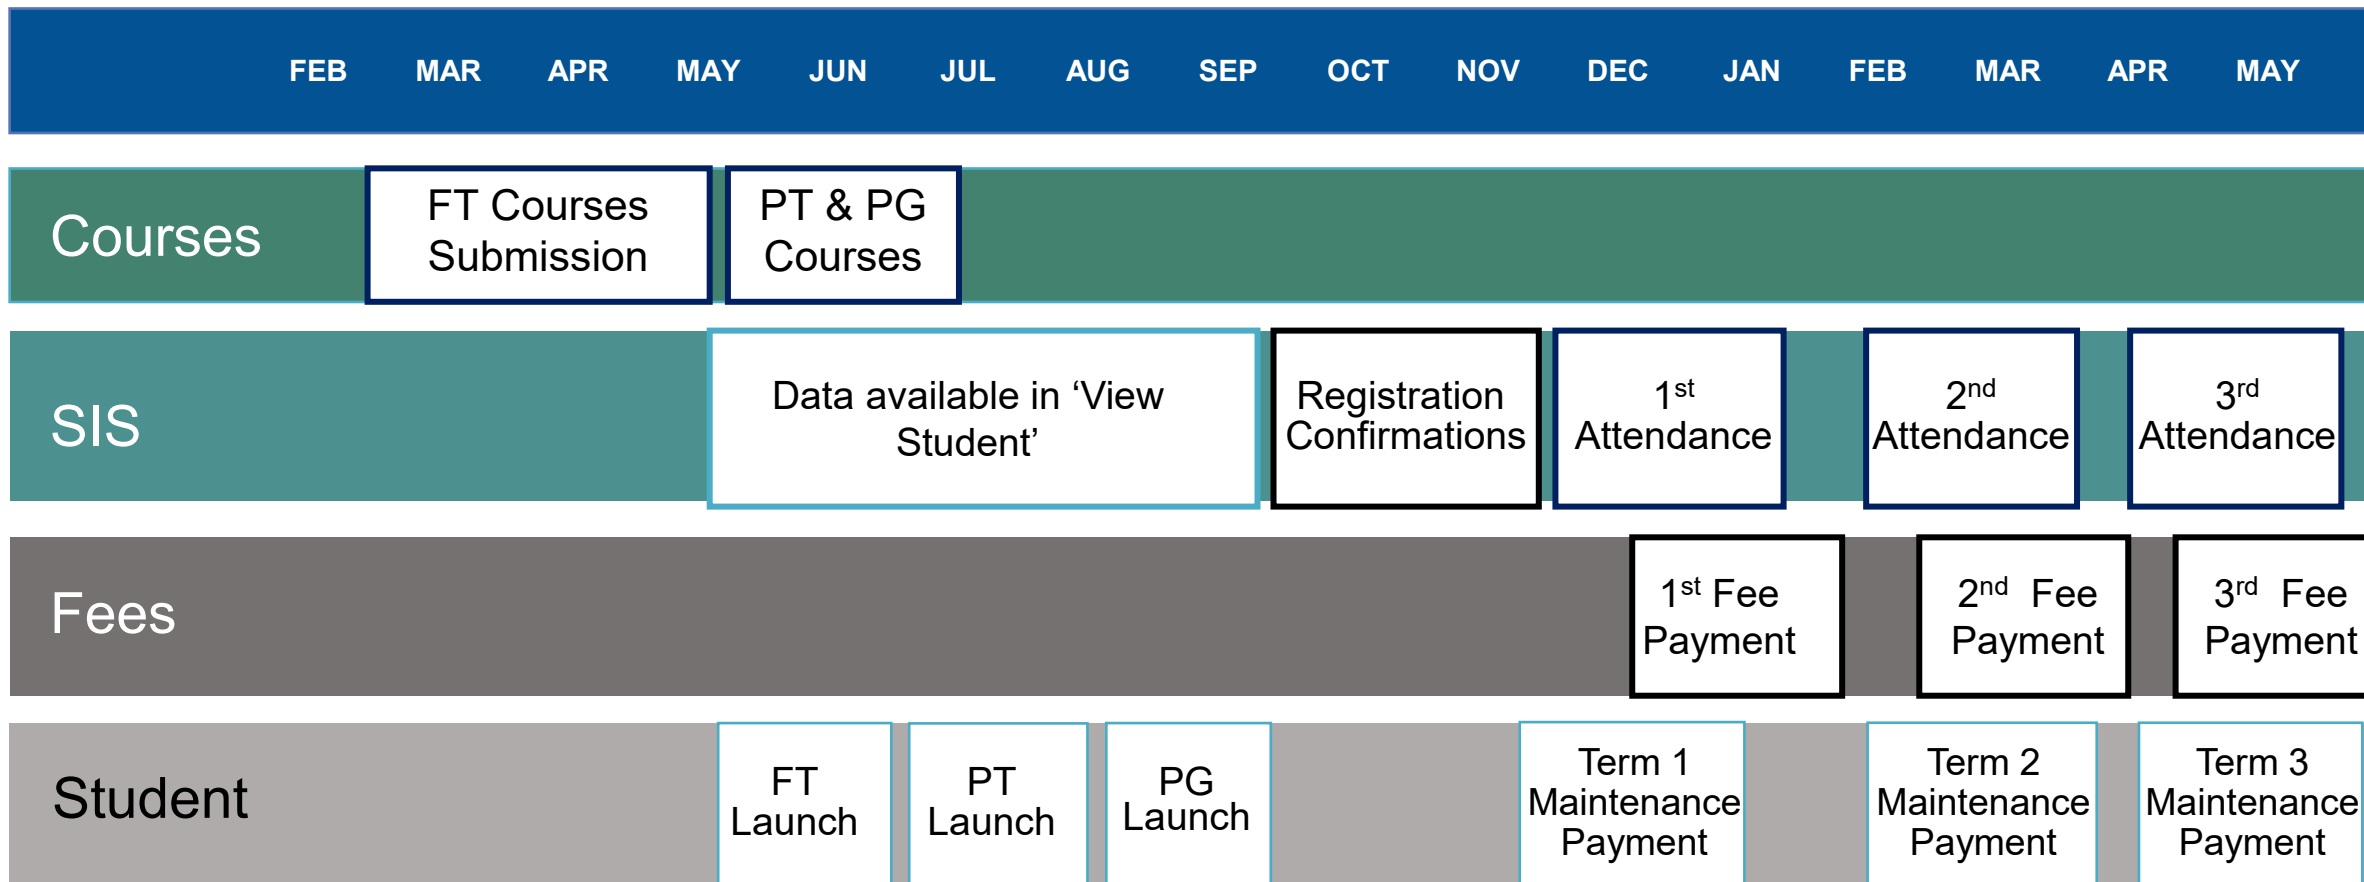 FEB MAR APR MAY JUN JUL AUG SEP OCT NOV DEC JAN FEB MAR APR MAY
Courses
FT Courses
Submission
PT & PG
Courses
SIS
Data available in ‘View
Student’
Registration
Confirmations
1st
Attendance
2nd
Attendance
3rd
Attendance
Fees
1st Fee
Payment
2nd Fee
Payment
3rd Fee
Payment
Student
FT
Launch
PT
Launch
PG
Launch
Term 1
Maintenance
Payment
Term 2
Maintenance
Payment
Term 3
Maintenance
Payment